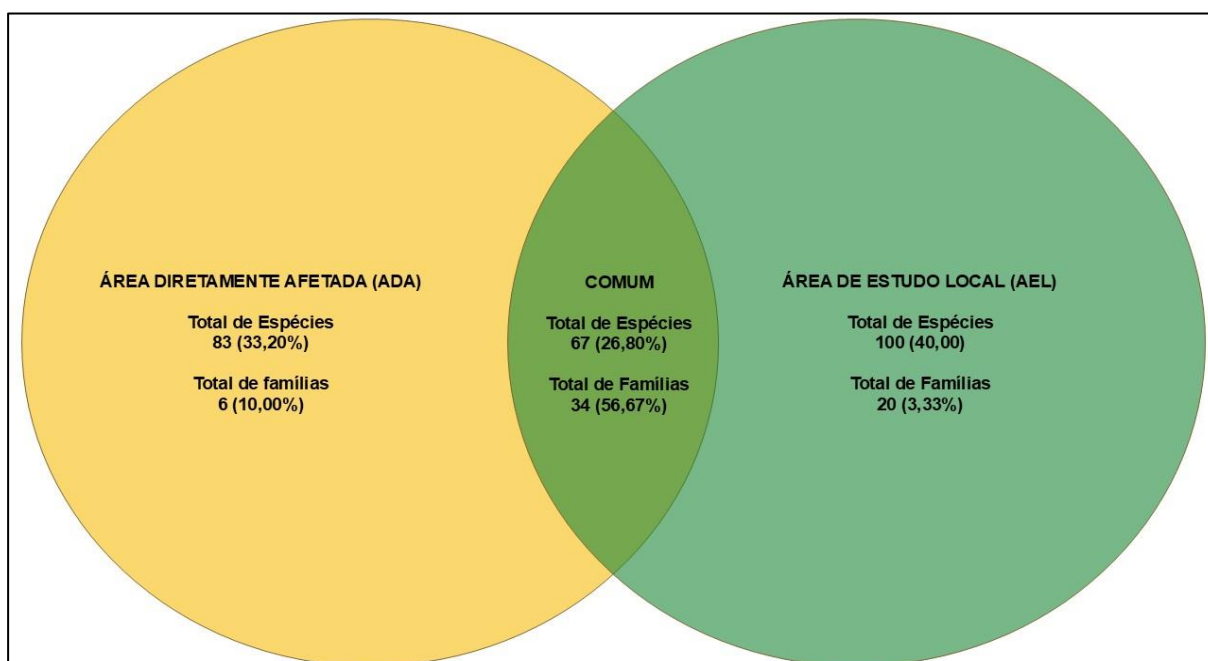 ÁREA DIRETAMENTE AFETADA (ADA)
Total de Espécies
83 (33,20%)
Total de famílias
6 (10,00%)
COMUM
Total de Espécies
67 (26,80%)
Total de Famílias
34 (56,67%)
ÁREA DE ESTUDO LOCAL (AEL)
Total de Espécies
100 (40,00)
Total de Famílias
20 (3,33%)